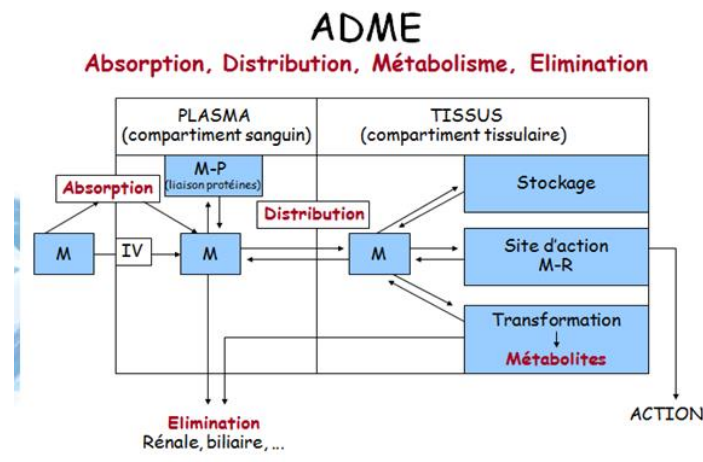 ADME
Absorption, Distribution, Métabolisme, Elimination
PLASMA
(compartiment sanguin)
TISSUS
(compartiment tissulaire)
M-P
(liaison protéines)
Absorption
Distribution
Stockage
M
IV
M
M
Site d'action
M-R
Transformation
Métabolites
Elimination
Rénale, biliaire, ...
ACTION